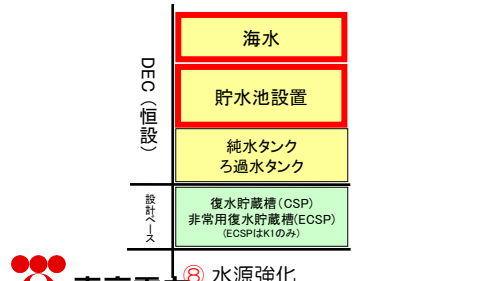 DEC（恒設）
海水
貯水池設置
純水タンク
ろ過水タンク
設計ベース
復水貯蔵槽（CSP）
非常用復水貯蔵槽(ECSP)
(ECSPはK1のみ)
⑧ 水源強化